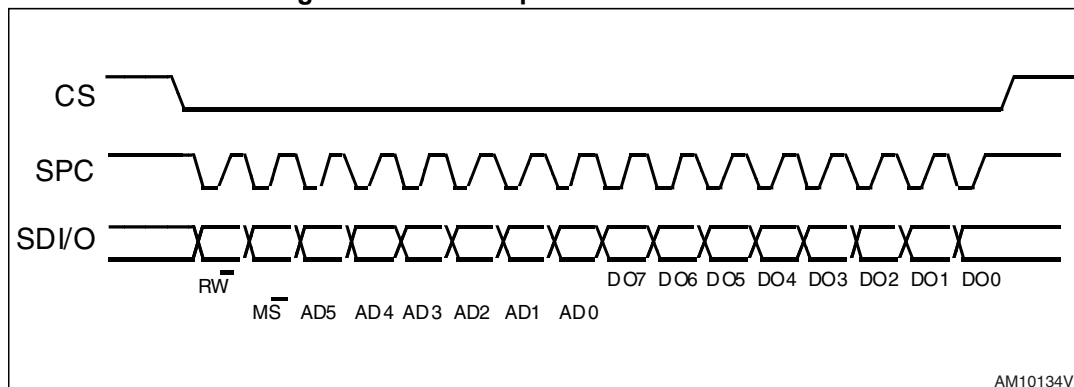 CS
SPC
SDI/O
RW DO7 DO6 DO5 DO4 DO3 DO2 DO1 DO0
MS AD5 AD4 AD3 AD2 AD1 AD0
AM10134V